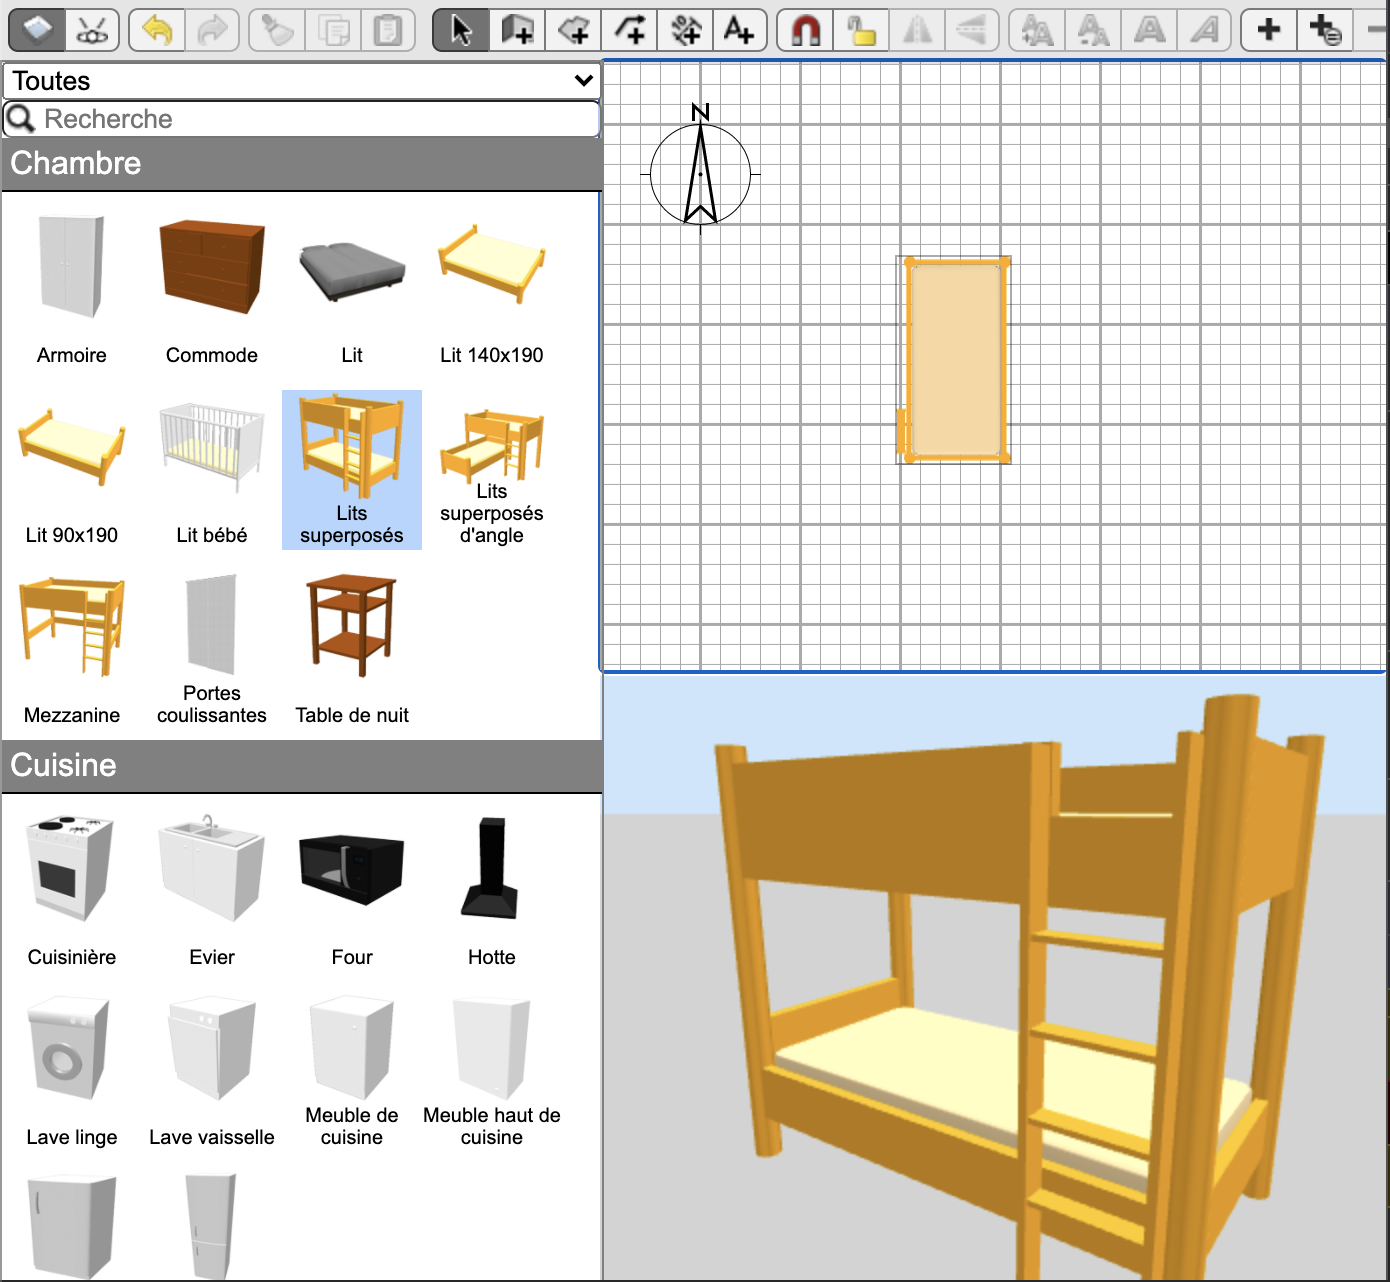 A
A A
A A
A
A
Toutes
Recherche
N
Chambre
Armoire
Commode
Lit
Lit 140x190
Lit 90x190
Lit bébé
Lits
superposés
Lits
superposés
d'angle
Mezzanine
Portes
coulissantes
Table de nuit
Cuisine
Cuisinière
Evier
Four
Hotte
Lave linge
Lave vaisselle
Meuble de
cuisine
Meuble haut de
cuisine